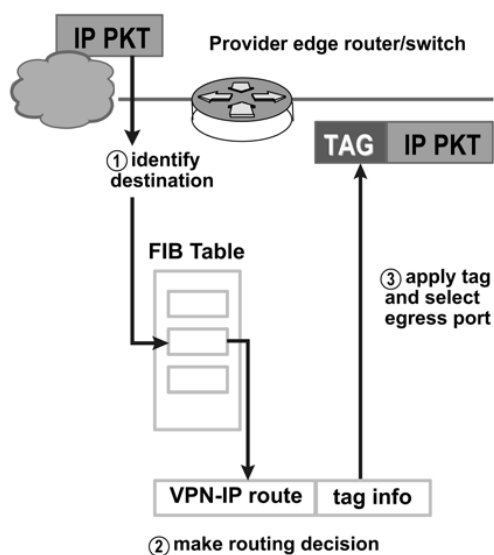 IP PKT
Provider edge router/switch
TAG IP PKT
① identify
destination
FIB Table
③ apply tag
and select
egress port
VPN-IP route tag info
② make routing decision